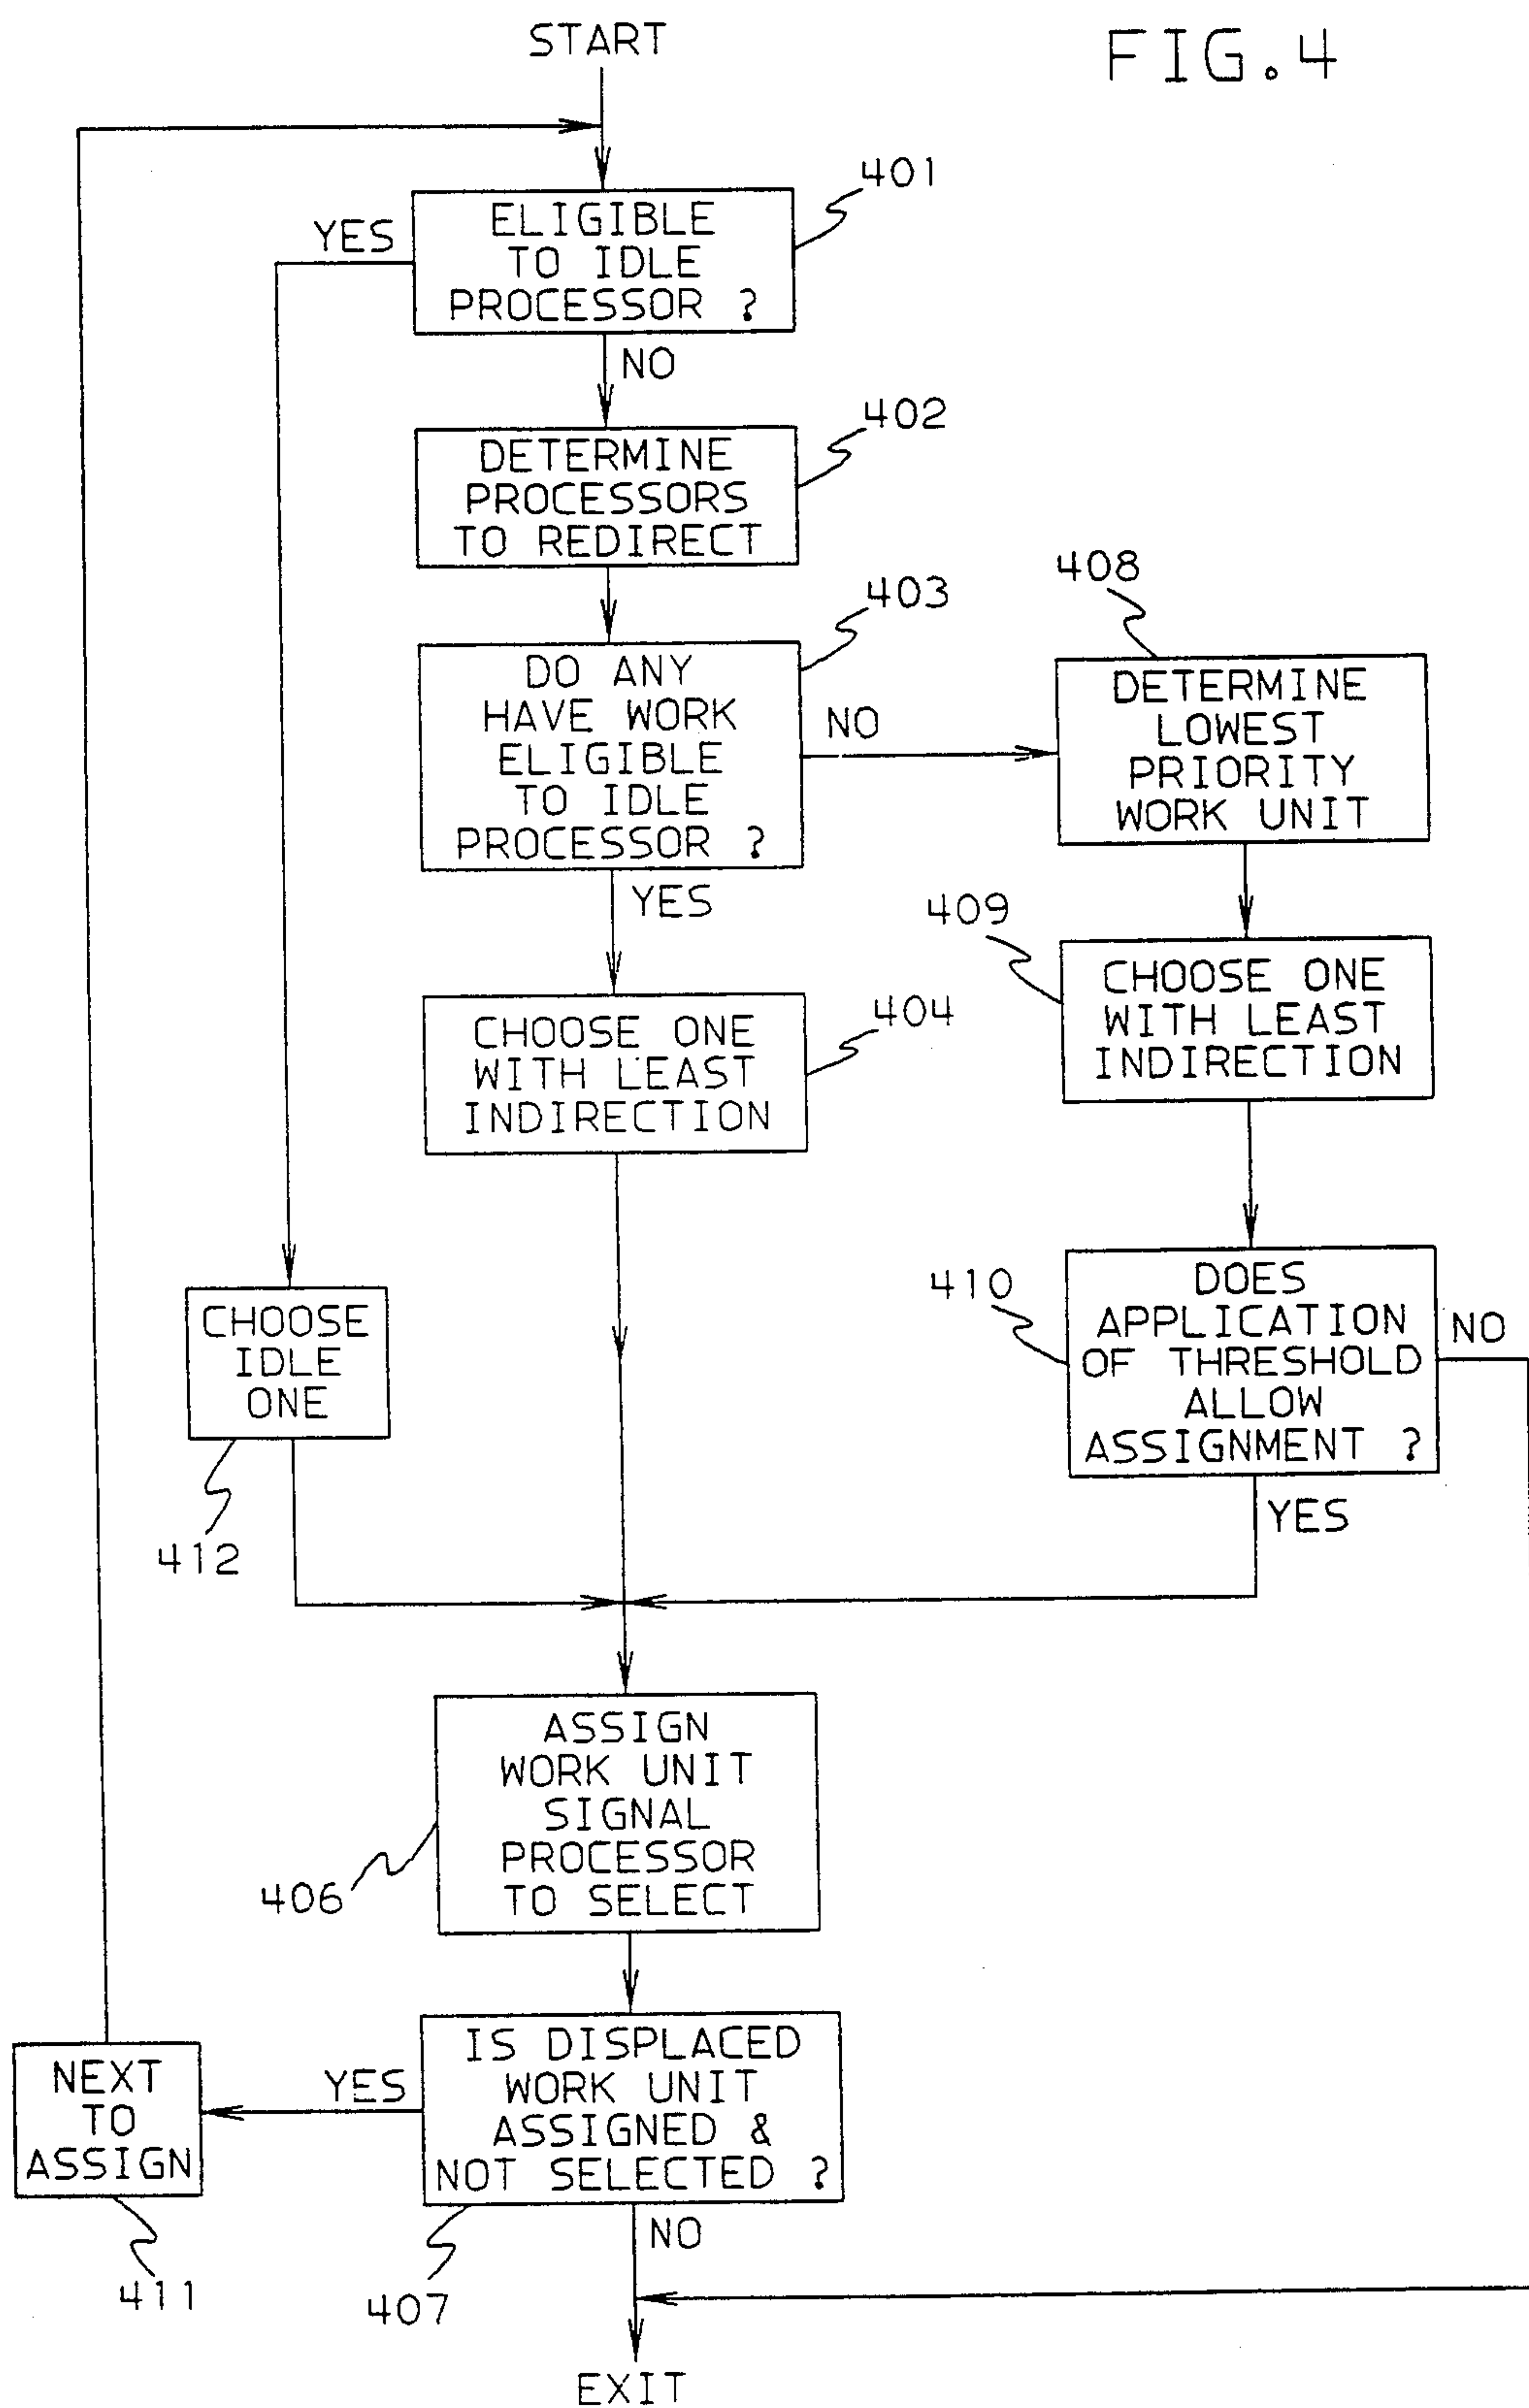 FIG.4
START
401
YES
ELIGIBLE
TO IDLE
PROCESSOR ?
NO
402
DETERMINE
PROCESSORS
TO REDIRECT
403
DO ANY
HAVE WORK
ELIGIBLE
TO IDLE
PROCESSOR ?
NO
YES
408
DETERMINE
LOWEST
PRIORITY
WORK UNIT
404
CHOOSE ONE
WITH LEAST
INDIRECTION
409
CHOOSE ONE
WITH LEAST
INDIRECTION
410
DOES
APPLICATION
OF THRESHOLD
ALLOW
ASSIGNMENT ?
NO
YES
CHOOSE
IDLE
ONE
412
ASSIGN
WORK UNIT
SIGNAL
PROCESSOR
TO SELECT
406
IS DISPLACED
WORK UNIT
ASSIGNED &
NOT SELECTED ?
YES
NEXT
TO
ASSIGN
411
407
NO
EXIT